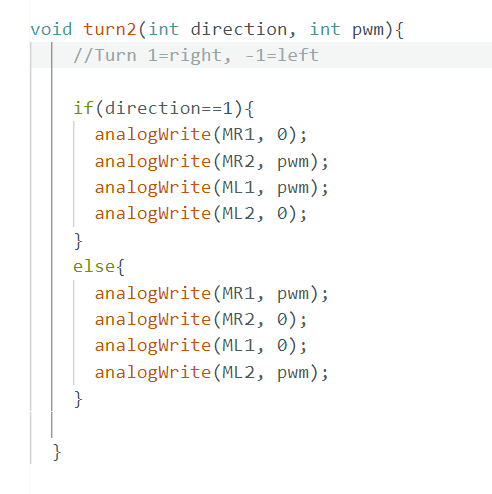 void turn2(int direction, int pwm){
    //Turn 1=right, -1=left

    if(direction==1){
      analogWrite(MR1, 0);
      analogWrite(MR2, pwm);
      analogWrite(ML1, pwm);
      analogWrite(ML2, 0);
    }
    else{
      analogWrite(MR1, pwm);
      analogWrite(MR2, 0);
      analogWrite(ML1, 0);
      analogWrite(ML2, pwm);
    }

  }